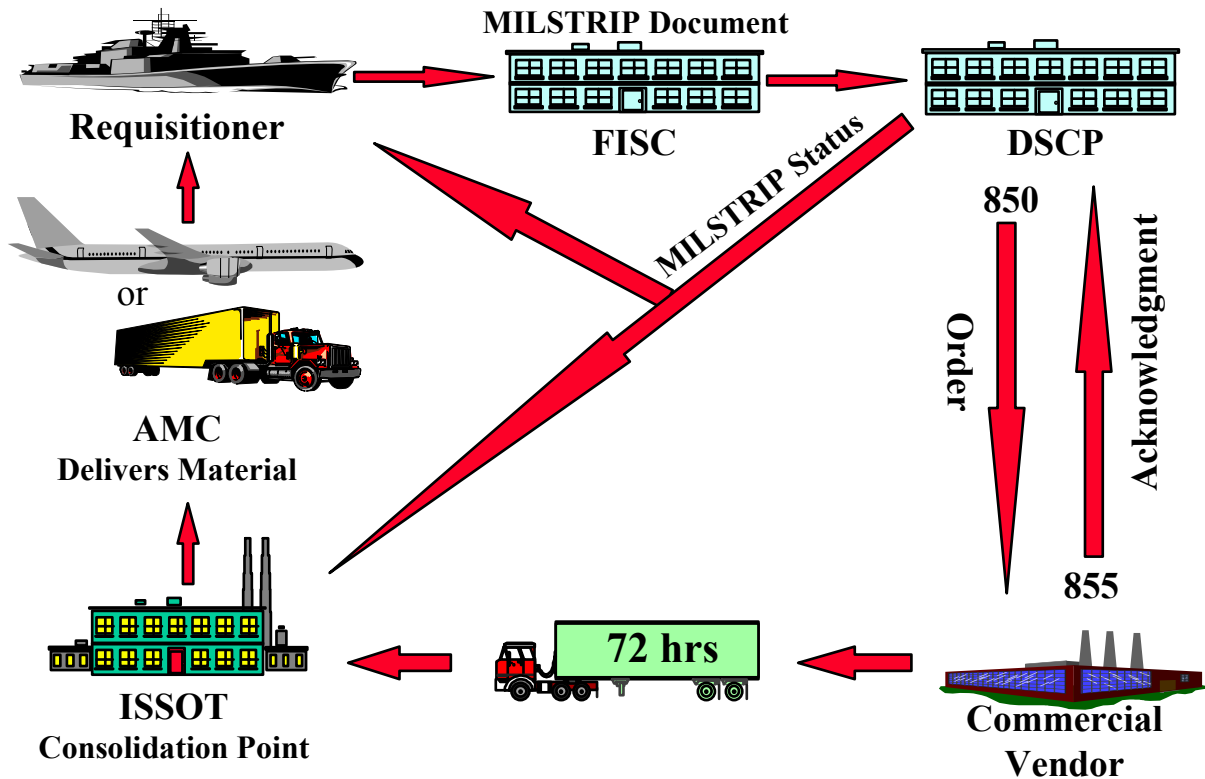 MILSTRIP Document
Requisitioner
FISC
DSCP
MILSTRIP Status
850
Order
Acknowledgment
855
or
AMC
Delivers Material
72 hrs
ISSOT
Consolidation Point
Commercial
Vendor